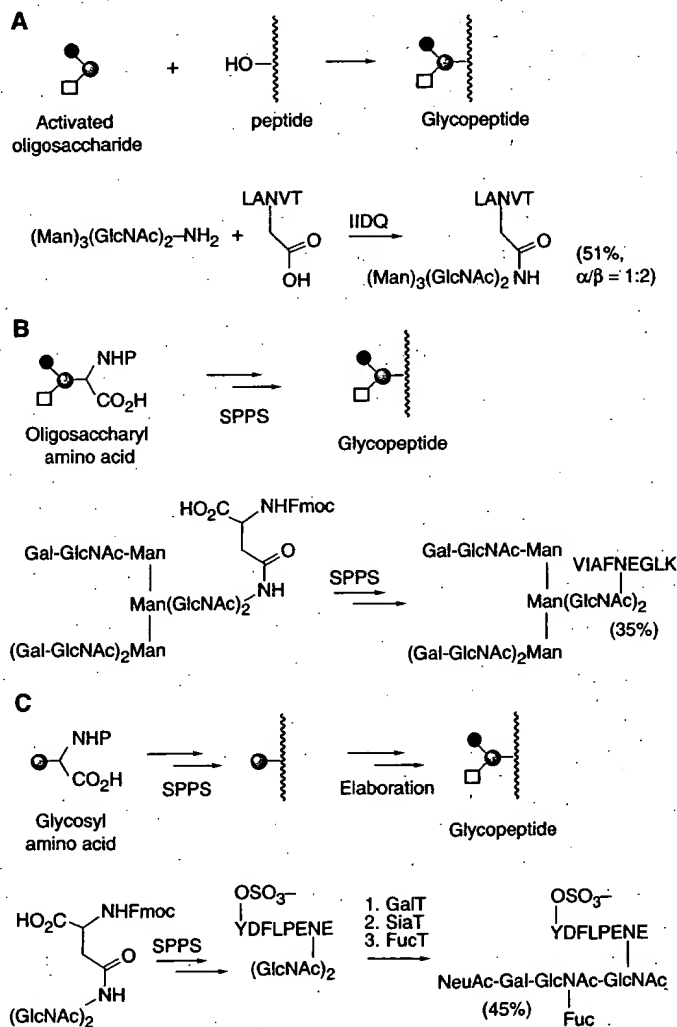 A
+
HO
Activated
oligosaccharide
peptide
Glycopeptide
LANVT
(Man)₃(GlcNAc)₂–NH₂ +
O
OH
IIDQ
LANVT
O
(Man)₃(GlcNAc)₂ NH
(51%,
α/β = 1:2)
B
NHP
CO₂H
Oligosaccharyl
amino acid
SPPS
Glycopeptide
HO₂C NHFmoc
O
NH
Gal-GlcNAc-Man
Man(GlcNAc)₂
(Gal-GlcNAc)₂Man
SPPS
Gal-GlcNAc-Man
VIAFNEGLK
Man(GlcNAc)₂
(35%)
(Gal-GlcNAc)₂Man
C
NHP
CO₂H
Glycosyl
amino acid
SPPS
Elaboration
Glycopeptide
HO₂C NHFmoc
O
NH
(GlcNAc)₂
SPPS
OSO₃–
YDFLPENE
(GlcNAc)₂
1. GalT
2. SiaT
3. FucT
OSO₃–
YDFLPENE
NeuAc-Gal-GlcNAc-GlcNAc
(45%)
Fuc